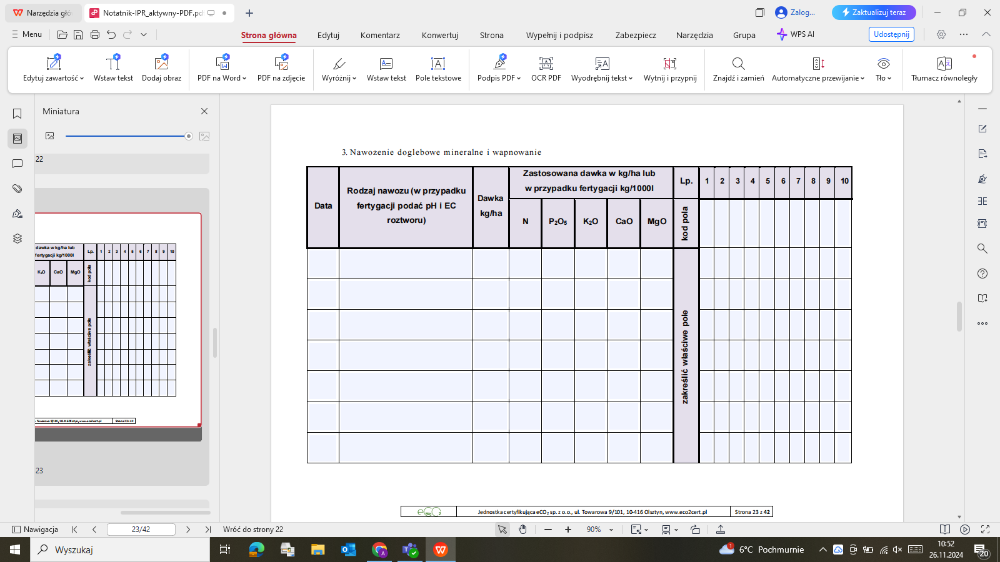 Narzędzia głó
Notatnik-IPR_aktywny-PDF.pdf
Zalog...
Zaktualizuj teraz
Menu
Strona główna
Edytuj
Komentarz
Konwertuj
Strona
Wypełnij i podpisz
Zabezpiecz
Narzędzia
Grupa
WPS AI
Udostępnij
Edytuj zawartość
Wstaw tekst
Dodaj obraz
PDF na Word
PDF na zdjęcie
Wyróżnij
Wstaw tekst
Pole tekstowe
Podpis PDF
OCR PDF
Wyodrębnij tekst
Wytnij i przypnij
Znajdź i zamień
Automatyczne przewijanie
Tło
Tłumacz równoległy
Miniatura
22
dawka w kg/ha lub
fertygacji kg/1000l
Lp.
1 2 3 4 5 6 7 8 9 10
K₂O
CaO
MgO
kod pola
zakreślić właściwe pole
Towarowa 9/101, 10-416 Olsztyn, www.eco2cert.pl
Strona 23 z 42
23
3. Nawożenie doglebowe mineralne i wapnowanie
Data
Rodzaj nawozu (w przypadku
fertygacji podać pH i EC
roztworu)
Dawka
kg/ha
Zastosowana dawka w kg/ha lub
w przypadku fertygacji kg/1000l
N
P₂O₅
K₂O
CaO
MgO
Lp.
1 2 3 4 5 6 7 8 9 10
kod pola
zakreślić właściwe pole
eCO₂
Jednostka certyfikująca eCO₂ sp. z o.o., ul. Towarowa 9/101, 10-416 Olsztyn, www.eco2cert.pl
Strona 23 z 42
Nawigacja
23/42
Wróć do strony 22
90%
Wyszukaj
A
1
6°C Pochmurnie
10:52
26.11.2024
20